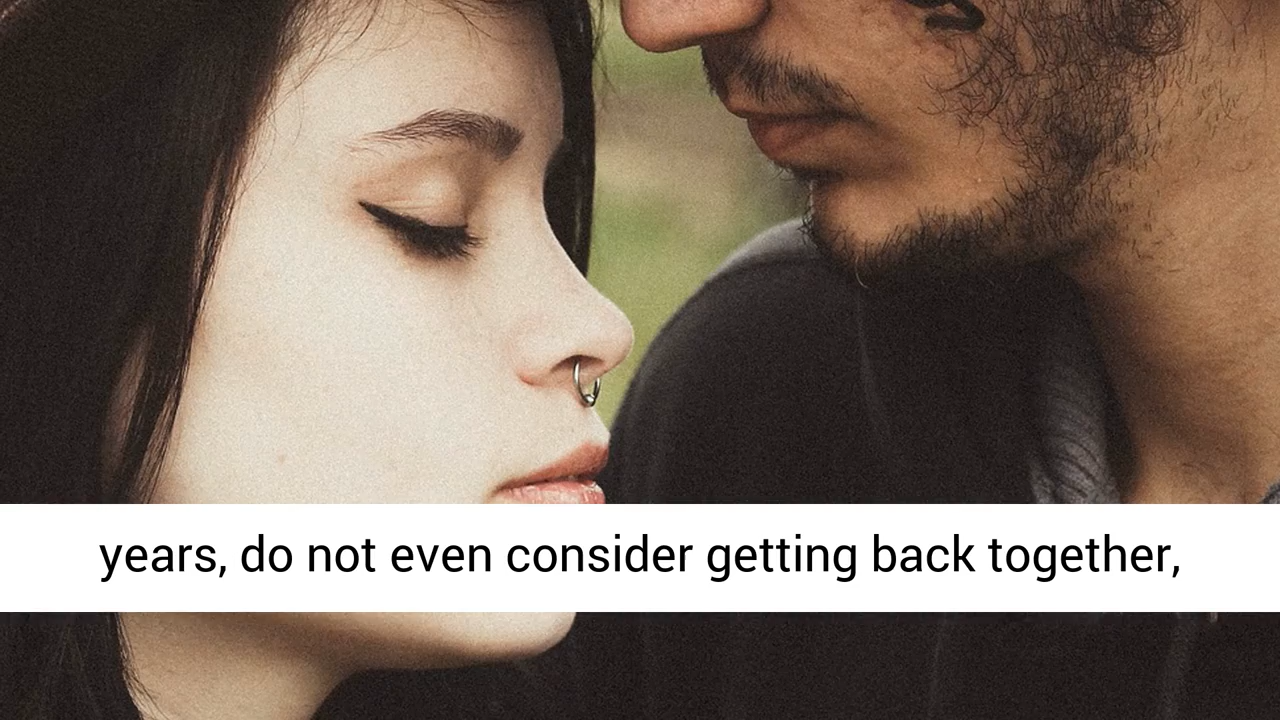 years, do not even consider getting back together,